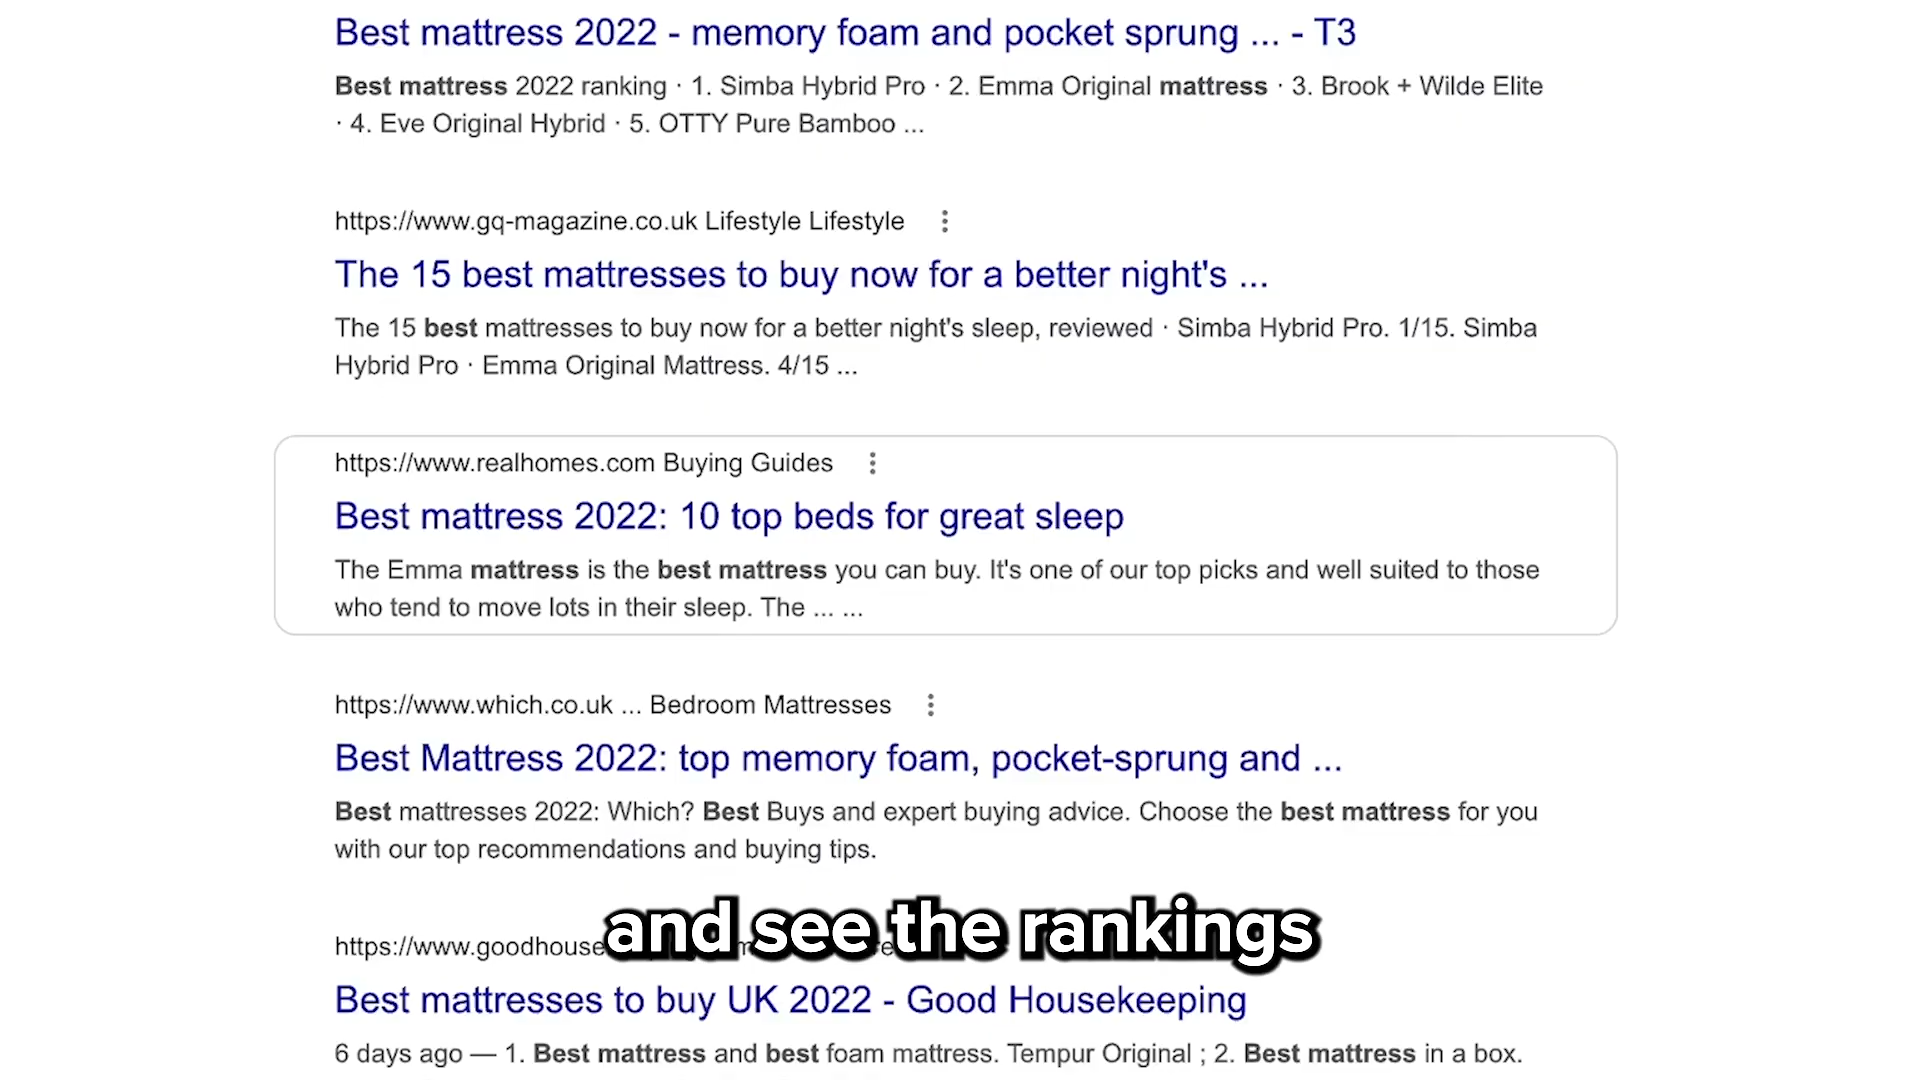 Best mattress 2022 - memory foam and pocket sprung ... - T3
Best mattress 2022 ranking · 1. Simba Hybrid Pro · 2. Emma Original mattress · 3. Brook + Wilde Elite
· 4. Eve Original Hybrid · 5. OTTY Pure Bamboo ...
https://www.gq-magazine.co.uk Lifestyle Lifestyle
The 15 best mattresses to buy now for a better night's ...
The 15 best mattresses to buy now for a better night's sleep, reviewed · Simba Hybrid Pro. 1/15. Simba
Hybrid Pro · Emma Original Mattress. 4/15 ...
https://www.realhomes.com Buying Guides
Best mattress 2022: 10 top beds for great sleep
The Emma mattress is the best mattress you can buy. It's one of our top picks and well suited to those
who tend to move lots in their sleep. The ... ...
https://www.which.co.uk ... Bedroom Mattresses
Best Mattress 2022: top memory foam, pocket-sprung and ...
Best mattresses 2022: Which? Best Buys and expert buying advice. Choose the best mattress for you
with our top recommendations and buying tips.
and see the rankings
https://www.goodhouse
Best mattresses to buy UK 2022 - Good Housekeeping
6 days ago — 1. Best mattress and best foam mattress. Tempur Original ; 2. Best mattress in a box.